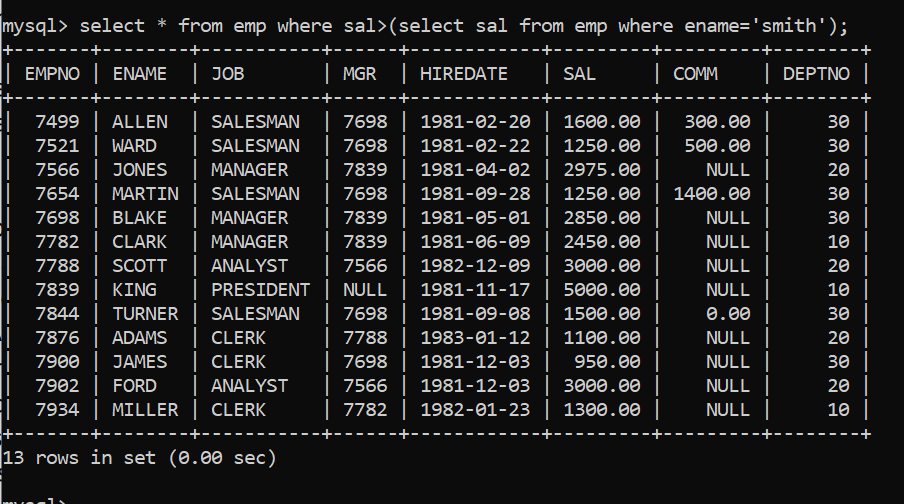 mysql> select * from emp where sal>(select sal from emp where ename='smith');
+-------+--------+-----------+------+------------+---------+---------+--------+
| EMPNO | ENAME  | JOB       | MGR  | HIREDATE   | SAL     | COMM    | DEPTNO |
+-------+--------+-----------+------+------------+---------+---------+--------+
|  7499 | ALLEN  | SALESMAN  | 7698 | 1981-02-20 | 1600.00 |  300.00 |     30 |
|  7521 | WARD   | SALESMAN  | 7698 | 1981-02-22 | 1250.00 |  500.00 |     30 |
|  7566 | JONES  | MANAGER   | 7839 | 1981-04-02 | 2975.00 |    NULL |     20 |
|  7654 | MARTIN | SALESMAN  | 7698 | 1981-09-28 | 1250.00 | 1400.00 |     30 |
|  7698 | BLAKE  | MANAGER   | 7839 | 1981-05-01 | 2850.00 |    NULL |     30 |
|  7782 | CLARK  | MANAGER   | 7839 | 1981-06-09 | 2450.00 |    NULL |     10 |
|  7788 | SCOTT  | ANALYST   | 7566 | 1982-12-09 | 3000.00 |    NULL |     20 |
|  7839 | KING   | PRESIDENT | NULL | 1981-11-17 | 5000.00 |    NULL |     10 |
|  7844 | TURNER | SALESMAN  | 7698 | 1981-09-08 | 1500.00 |    0.00 |     30 |
|  7876 | ADAMS  | CLERK     | 7788 | 1983-01-12 | 1100.00 |    NULL |     20 |
|  7900 | JAMES  | CLERK     | 7698 | 1981-12-03 |  950.00 |    NULL |     30 |
|  7902 | FORD   | ANALYST   | 7566 | 1981-12-03 | 3000.00 |    NULL |     20 |
|  7934 | MILLER | CLERK     | 7782 | 1982-01-23 | 1300.00 |    NULL |     10 |
+-------+--------+-----------+------+------------+---------+---------+--------+
13 rows in set (0.00 sec)
mysql>